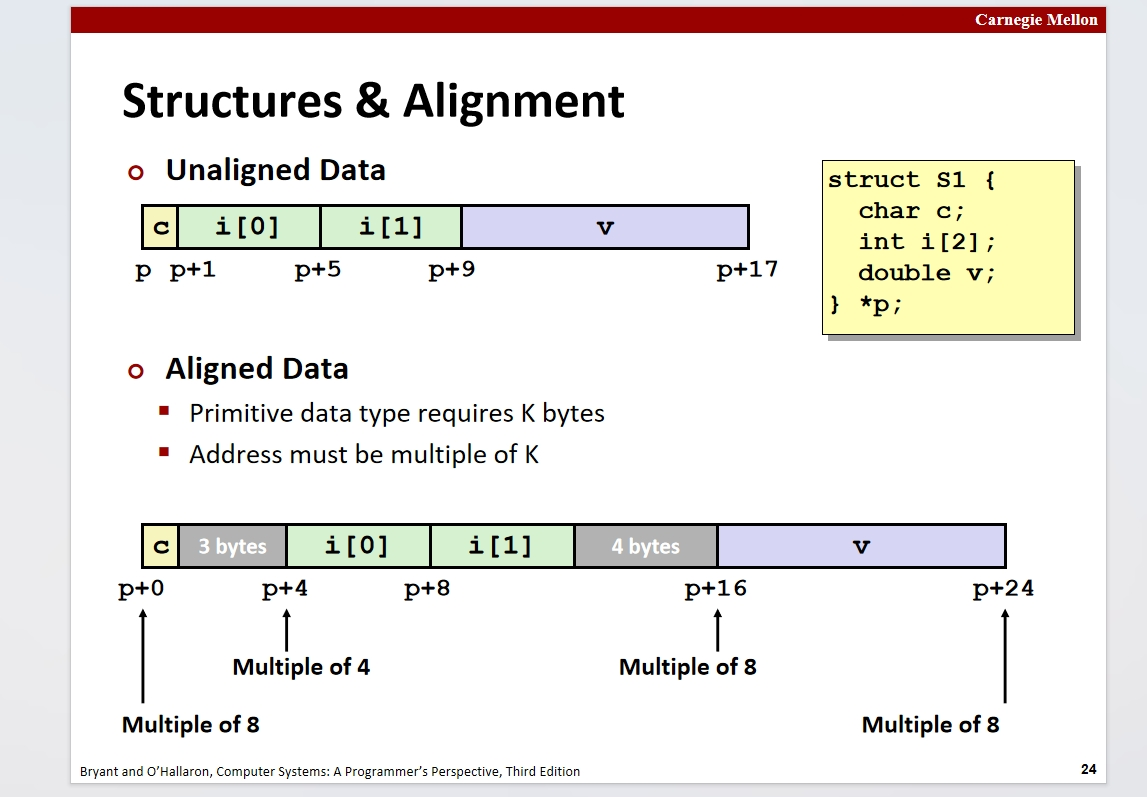 Carnegie Mellon
Structures & Alignment
Unaligned Data
c i[0] i[1] v
p p+1 p+5 p+9 p+17
struct S1 {
char c;
int i[2];
double v;
} *p;
Aligned Data
Primitive data type requires K bytes
Address must be multiple of K
c 3 bytes i[0] i[1] 4 bytes v
p+0 p+4 p+8 p+16 p+24
Multiple of 4 Multiple of 8
Multiple of 8 Multiple of 8
Bryant and O’Hallaron, Computer Systems: A Programmer’s Perspective, Third Edition
24